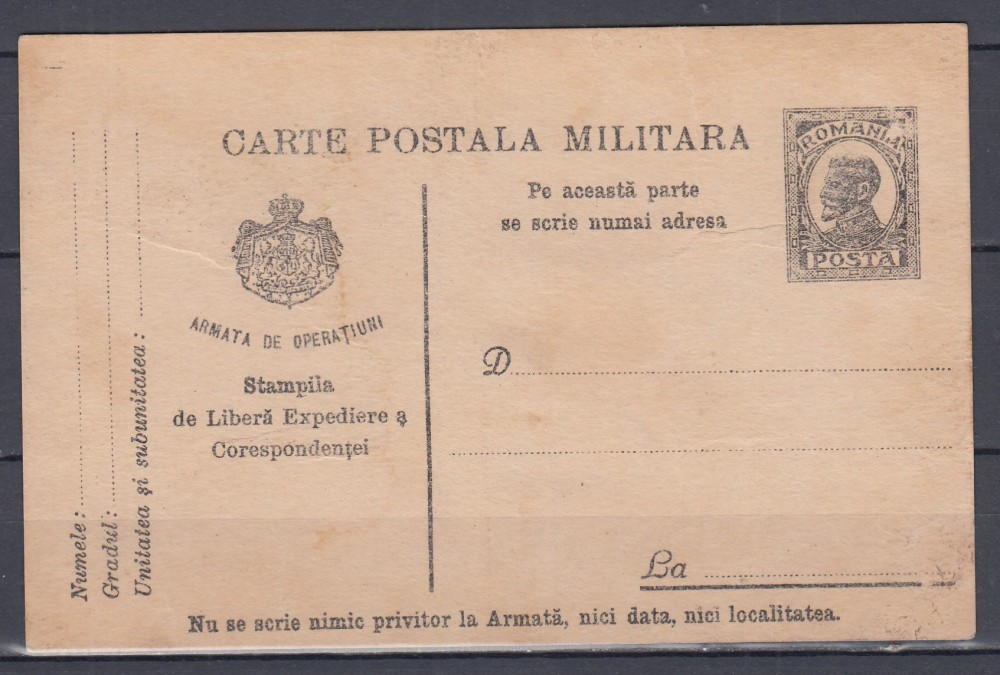 CARTE POSTALA MILITARA
ROMANIA
POSTA
Pe această parte
se scrie numai adresa
ARMATA DE OPERAȚIUNI
Stampila
de Liberă Expediere a
Corespondenței
D
La
Numele:
Gradul:
Unitatea și subunitatea:
Nu se scrie nimic privitor la Armată, nici data, nici localitatea.